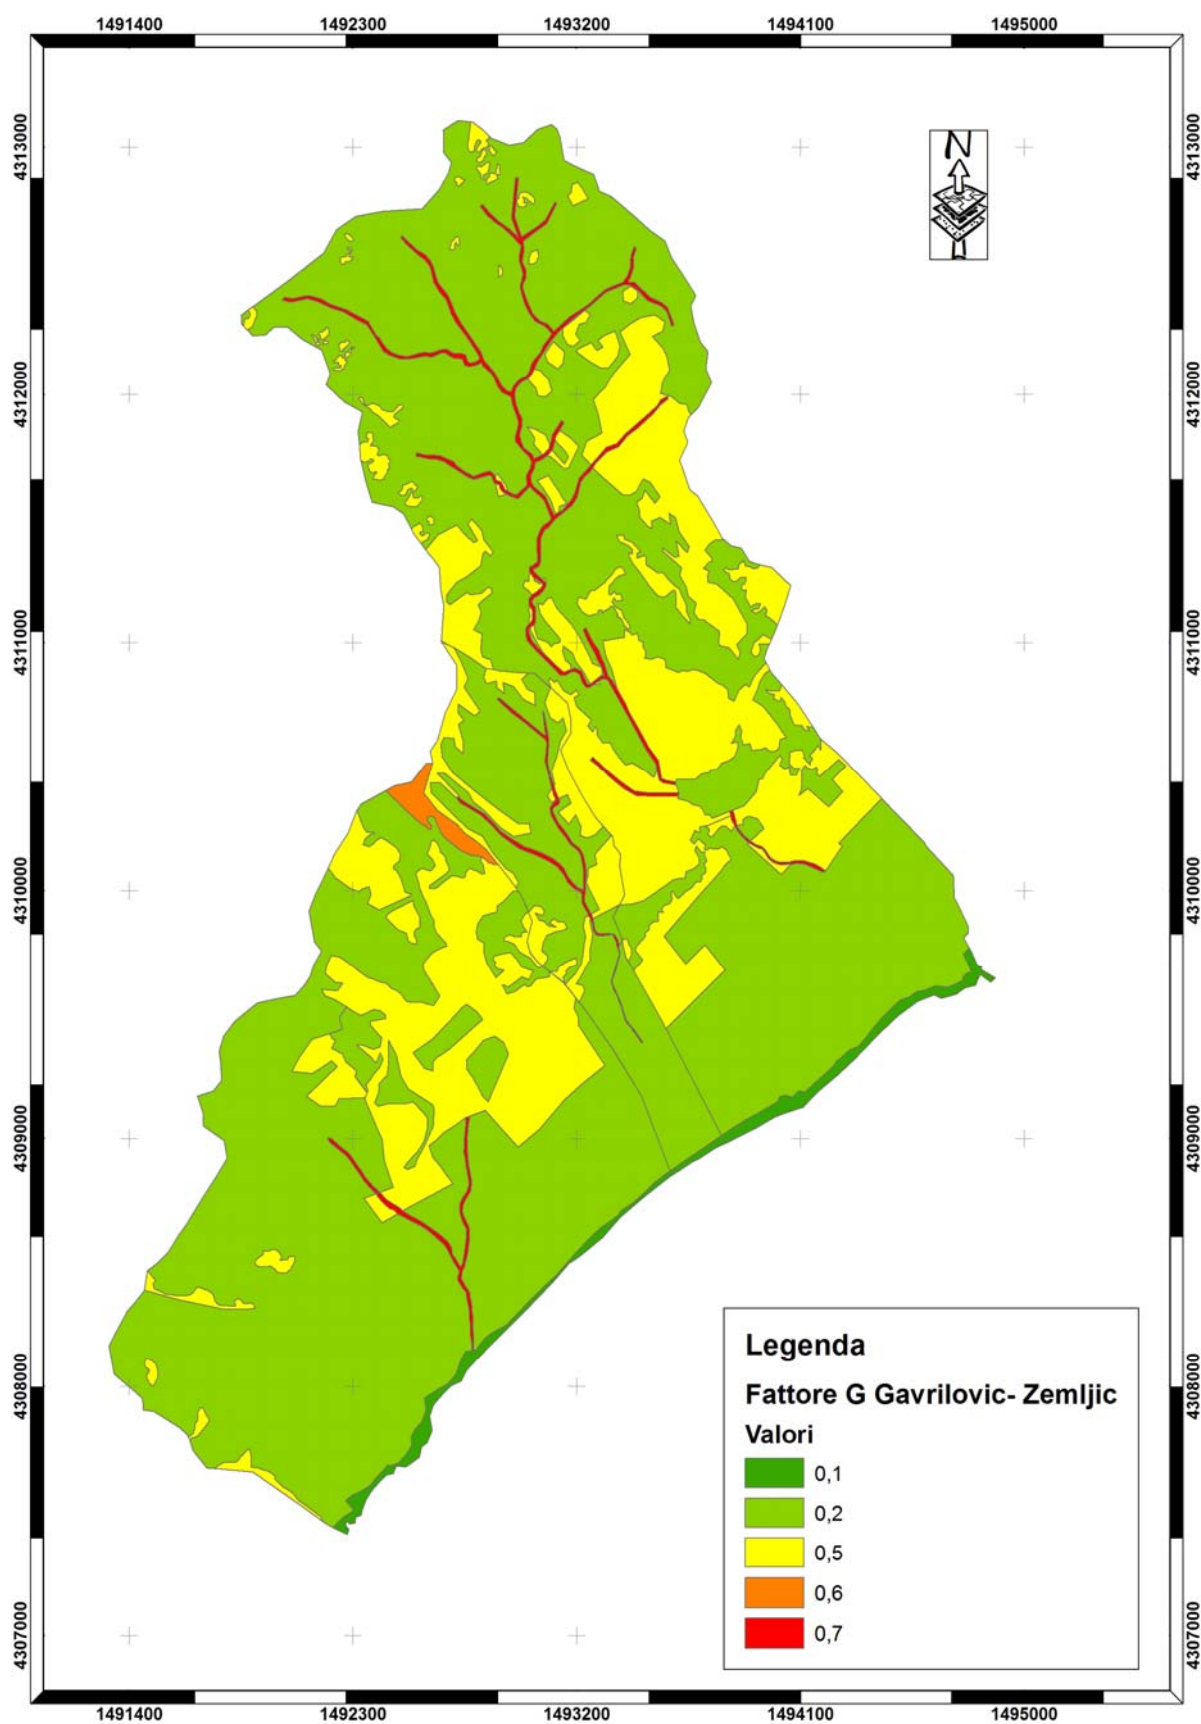 1491400 1492300 1493200 1494100 1495000
4313000 4313000
N
4312000 4312000
4311000 4311000
4310000 4310000
4309000 4309000
4308000 4308000
4307000 4307000
Legenda
Fattore G Gavrilovic- Zemljic
Valori
0,1
0,2
0,5
0,6
0,7
1491400 1492300 1493200 1494100 1495000